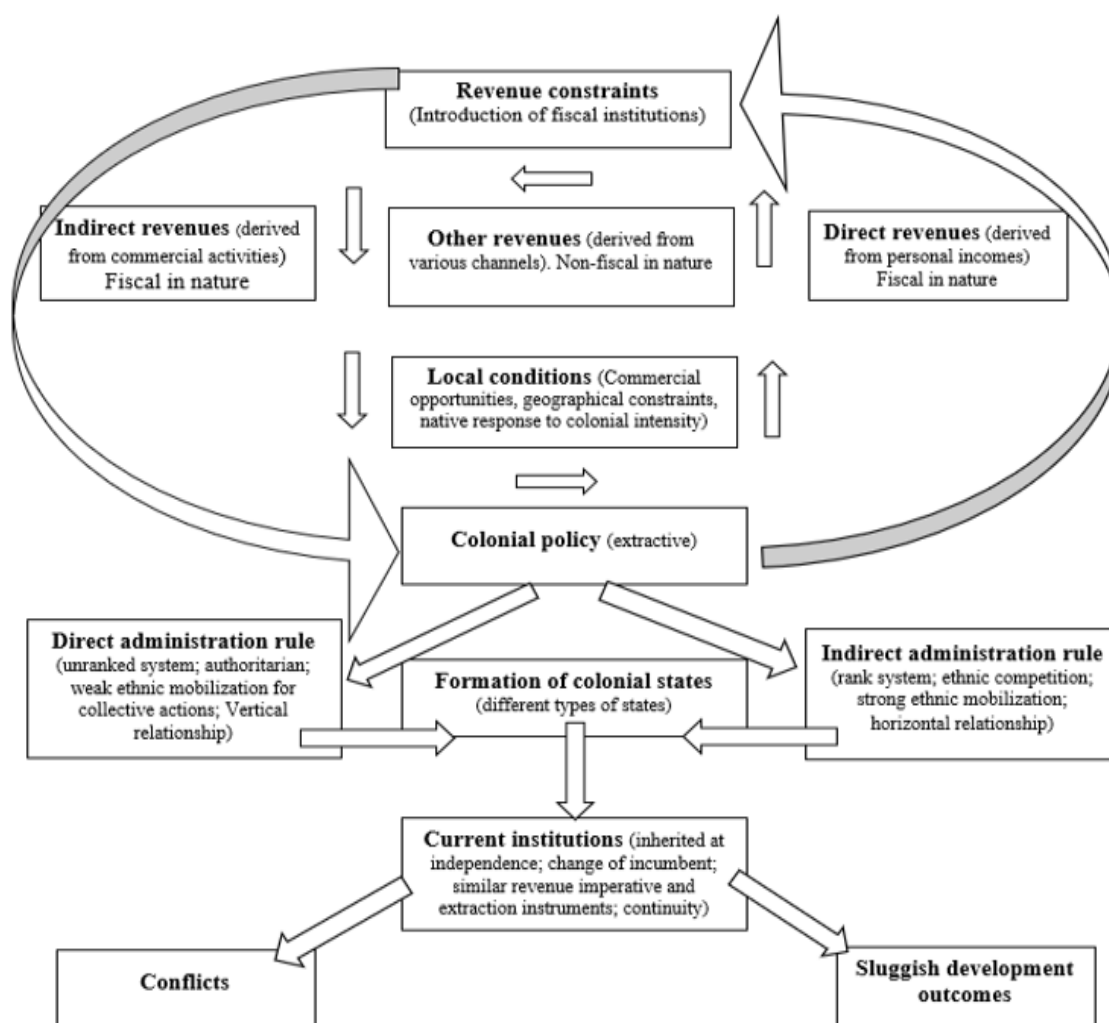 Revenue constraints
(Introduction of fiscal institutions)
Indirect revenues (derived
from commercial activities)
Fiscal in nature
Other revenues (derived from
various channels). Non-fiscal in nature
Direct revenues (derived
from personal incomes)
Fiscal in nature
Local conditions (Commercial
opportunities, geographical constraints,
native response to colonial intensity)
Colonial policy (extractive)
Direct administration rule
(unranked system; authoritarian;
weak ethnic mobilization for
collective actions; Vertical
relationship)
Formation of colonial states
(different types of states)
Indirect administration rule
(rank system; ethnic competition;
strong ethnic mobilization;
horizontal relationship)
Current institutions (inherited at
independence; change of incumbent;
similar revenue imperative and
extraction instruments; continuity)
Conflicts
Sluggish development
outcomes